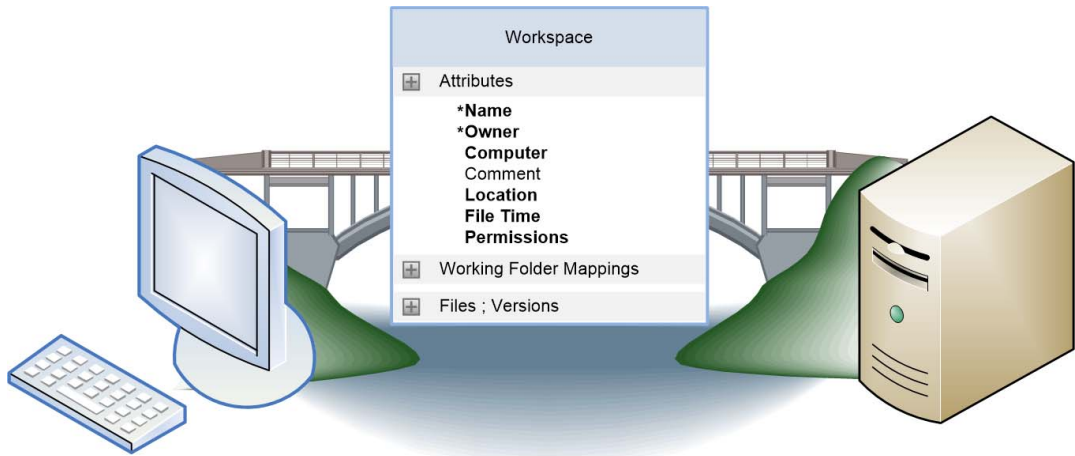 Workspace
Attributes
*Name
*Owner
Computer
Comment
Location
File Time
Permissions
Working Folder Mappings
Files ; Versions